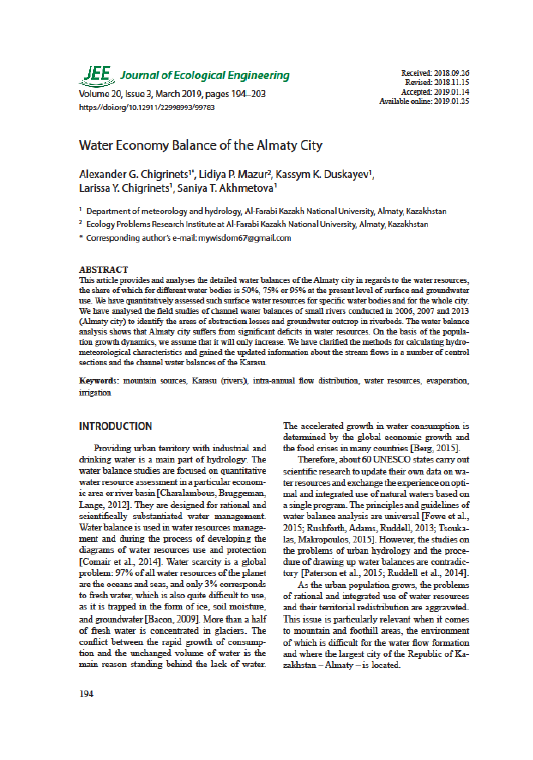 JEE Journal of Ecological Engineering
Volume 20, Issue 3, March 2019, pages 194–203
https://doi.org/10.12911/22998993/99783
Received: 2018.09.26
Revised: 2018.11.15
Accepted: 2019.01.14
Available online: 2019.01.25
Water Economy Balance of the Almaty City
Alexander G. Chigrinets¹*, Lidiya P. Mazur², Kassym K. Duskayev¹,
Larissa Y. Chigrinets¹, Saniya T. Akhmetova¹
¹ Department of meteorology and hydrology, Al-Farabi Kazakh National University, Almaty, Kazakhstan
² Ecology Problems Research Institute at Al-Farabi Kazakh National University, Almaty, Kazakhstan
* Corresponding author's e-mail: mywisdom67@gmail.com
ABSTRACT
This article provides and analyses the detailed water balances of the Almaty city in regards to the water resources,
the share of which for different water bodies is 50%, 75% or 95% at the present level of surface and groundwater
use. We have quantitatively assessed such surface water resources for specific water bodies and for the whole city.
We have analysed the field studies of channel water balances of small rivers conducted in 2006, 2007 and 2013
(Almaty city) to identify the areas of abstraction losses and groundwater outcrop in riverbeds. The water balance
analysis shows that Almaty city suffers from significant deficits in water resources. On the basis of the popula-
tion growth dynamics, we assume that it will only increase. We have clarified the methods for calculating hydro-
meteorological characteristics and gained the updated information about the stream flows in a number of control
sections and the channel water balances of the Karasu.
Keywords: mountain sources, Karasu (rivers), intra-annual flow distribution, water resources, evaporation,
irrigation
INTRODUCTION
Providing urban territory with industrial and
drinking water is a main part of hydrology. The
water balance studies are focused on quantitative
water resource assessment in a particular econom-
ic area or river basin [Charalambous, Bruggeman,
Lange, 2012]. They are designed for rational and
scientifically substantiated water management.
Water balance is used in water resources manage-
ment and during the process of developing the
diagrams of water resources use and protection
[Comair et al., 2014]. Water scarcity is a global
problem: 97% of all water resources of the planet
are the oceans and seas, and only 3% corresponds
to fresh water, which is also quite difficult to use,
as it is trapped in the form of ice, soil moisture,
and groundwater [Bacon, 2009]. More than a half
of fresh water is concentrated in glaciers. The
conflict between the rapid growth of consump-
tion and the unchanged volume of water is the
main reason standing behind the lack of water.
The accelerated growth in water consumption is
determined by the global economic growth and
the food crises in many countries [Berg, 2015].
Therefore, about 60 UNESCO states carry out
scientific research to update their own data on wa-
ter resources and exchange the experience on opti-
mal and integrated use of natural waters based on
a single program. The principles and guidelines of
water balance analysis are universal [Fowe et al.,
2015; Rushforth, Adams, Ruddell, 2013; Tsouka-
las, Makropoulos, 2015]. However, the studies on
the problems of urban hydrology and the proce-
dure of drawing up water balances are contradic-
tory [Paterson et al., 2015; Ruddell et al., 2014].
As the urban population grows, the problems
of rational and integrated use of water resources
and their territorial redistribution are aggravated.
This issue is particularly relevant when it comes
to mountain and foothill areas, the environment
of which is difficult for the water flow formation
and where the largest city of the Republic of Ka-
zakhstan – Almaty – is located.
194